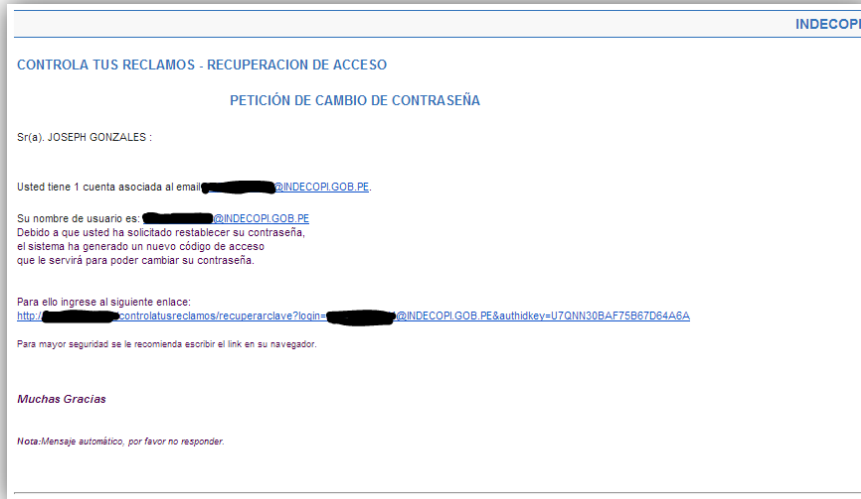 INDECOPI
CONTROLA TUS RECLAMOS - RECUPERACION DE ACCESO
PETICIÓN DE CAMBIO DE CONTRASEÑA
Sr(a). JOSEPH GONZALES :
Usted tiene 1 cuenta asociada al email @INDECOPI.GOB.PE.
Su nombre de usuario es: @INDECOPI.GOB.PE
Debido a que usted ha solicitado restablecer su contraseña,
el sistema ha generado un nuevo código de acceso
que le servirá para poder cambiar su contraseña.
Para ello ingrese al siguiente enlace:
http:/ controlatusreclamos/recuperarclave?login= @INDECOPI.GOB.PE&authidkey=U7QNN30BAF75B67D64A6A
Para mayor seguridad se le recomienda escribir el link en su navegador.
Muchas Gracias
Nota:Mensaje automático, por favor no responder.